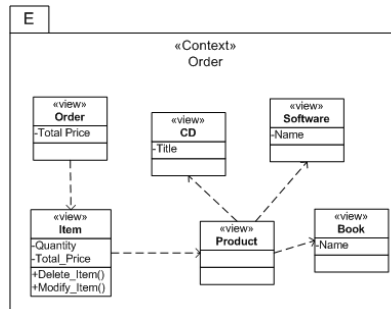 E
«Context»
Order
«view»
Order
-Total Price
«view»
CD
-Title
«view»
Software
-Name
«view»
Item
-Quantity
-Total_Price
+Delete_Item()
+Modify_Item()
«view»
Product
«view»
Book
-Name